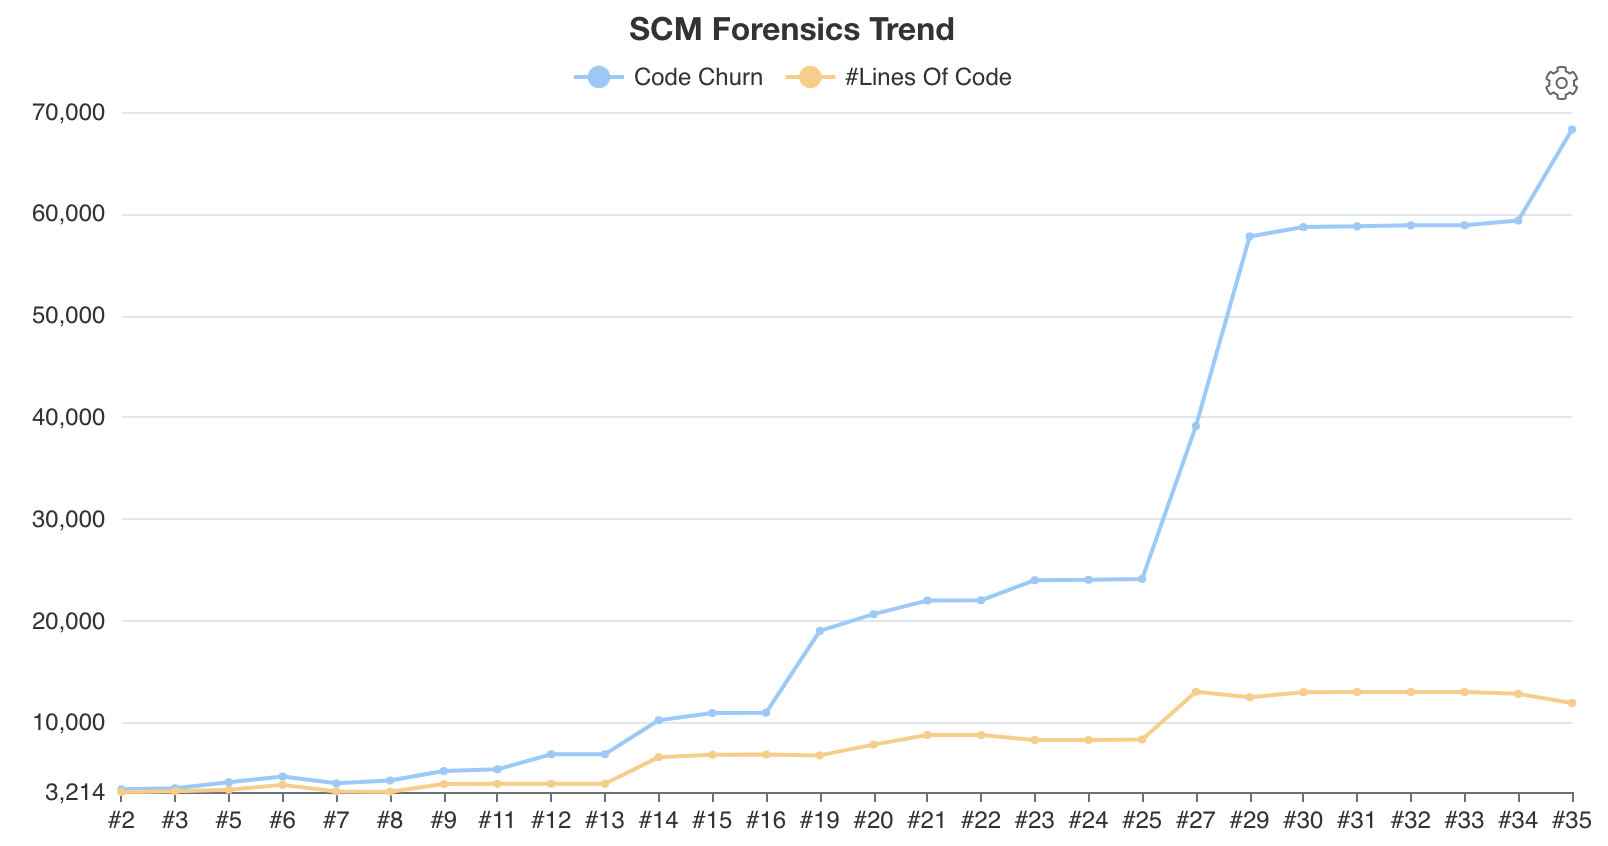 SCM Forensics Trend
Code Churn #Lines Of Code
70,000
60,000
50,000
40,000
30,000
20,000
10,000
3,214
#2 #3 #5 #6 #7 #8 #9 #11 #12 #13 #14 #15 #16 #19 #20 #21 #22 #23 #24 #25 #27 #29 #30 #31 #32 #33 #34 #35